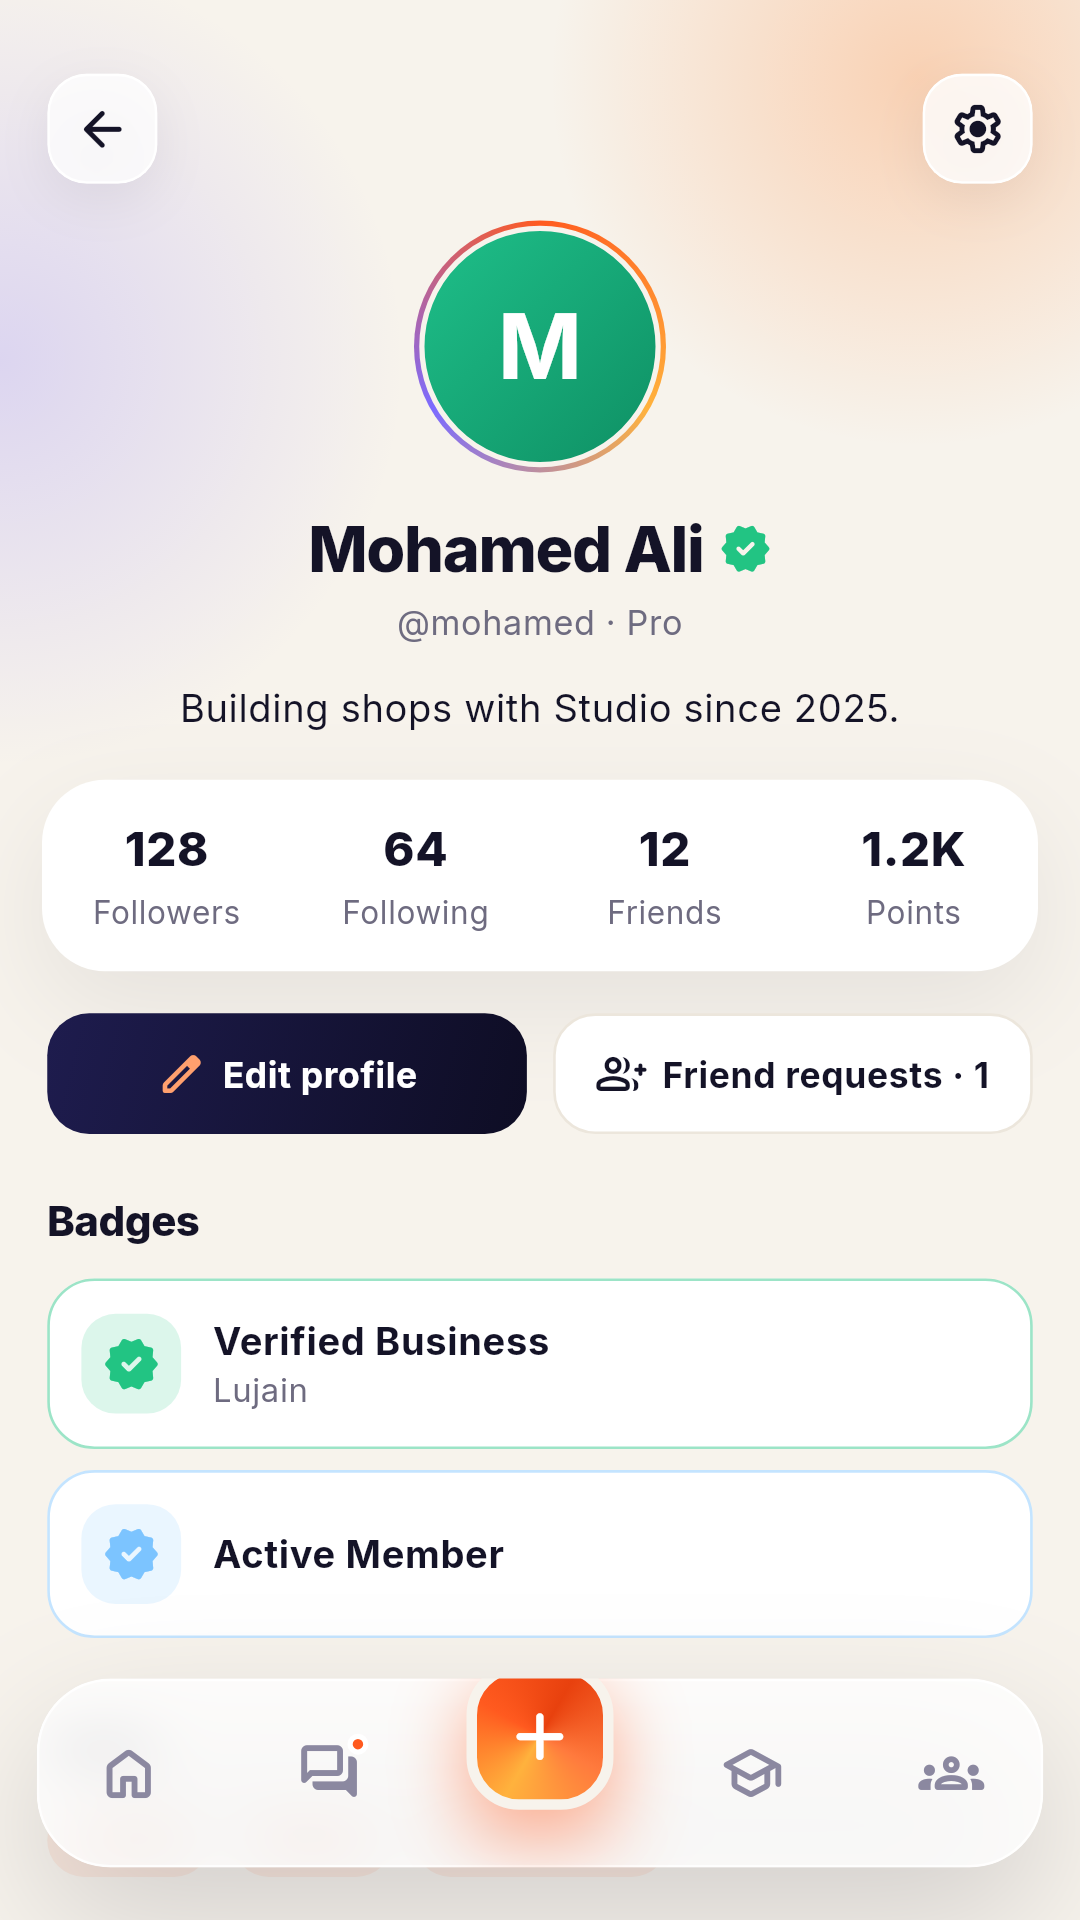 M
Mohamed Ali
@mohamed · Pro
Building shops with Studio since 2025.
128 64 12 1.2K
Followers Following Friends Points
Edit profile
Friend requests · 1
Badges
Verified Business
Lujain
Active Member